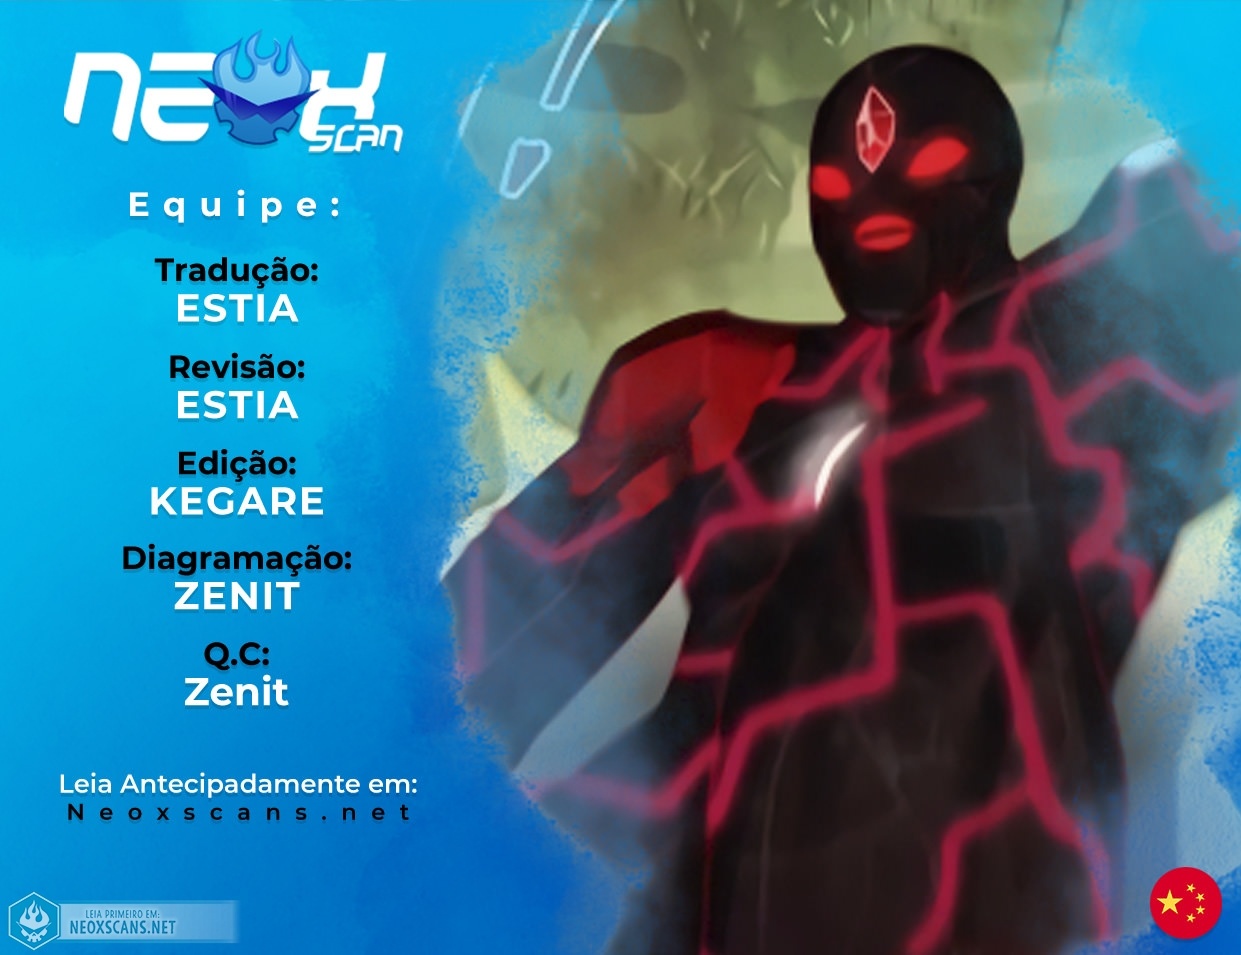 NEOX
SCAN
Equipe:
Tradução:
ESTIA
Revisão:
ESTIA
Edição:
KEGARE
Diagramação:
ZENIT
Q.C:
Zenit
Leia Antecipadamente em:
Neoxscans.net
LEIA PRIMEIRO EM:
NEOXSCANS.NET